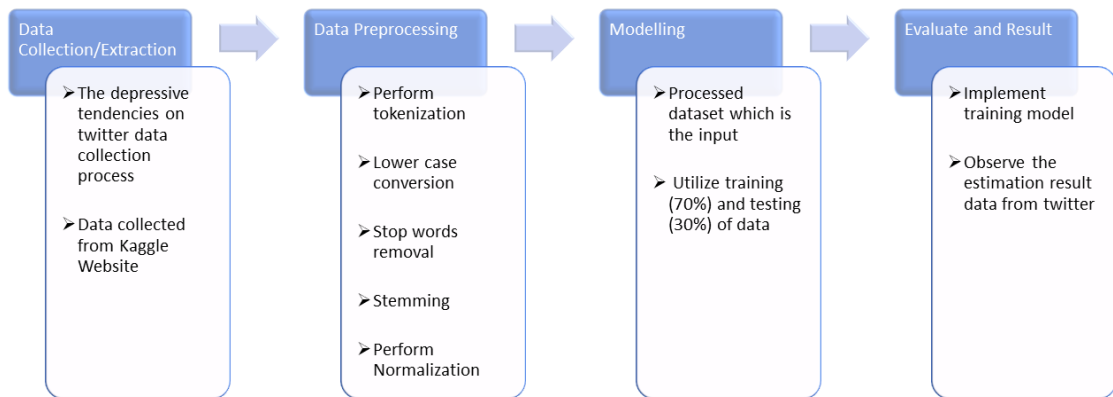 Data
Collection/Extraction
➢The depressive
tendencies on
twitter data
collection
process
➢Data collected
from Kaggle
Website
Data Preprocessing
➢Perform
tokenization
➢Lower case
conversion
➢Stop words
removal
➢Stemming
➢Perform
Normalization
Modelling
➢Processed
dataset which is
the input
➢ Utilize training
(70%) and testing
(30%) of data
Evaluate and Result
➢Implement
training model
➢Observe the
estimation result
data from twitter